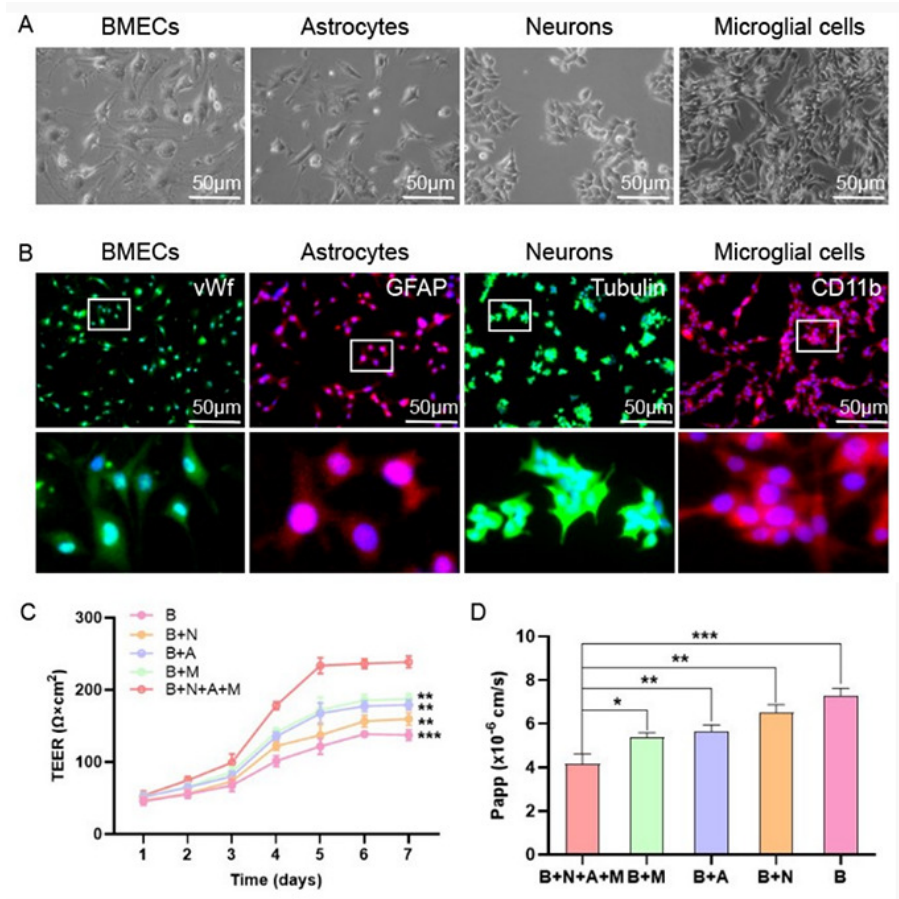 A
BMECs Astrocytes Neurons Microglial cells
50μm 50μm 50μm 50μm
B
BMECs Astrocytes Neurons Microglial cells
vWf GFAP Tubulin CD11b
50μm 50μm 50μm 50μm
C
300
200
100
0
TEER (Ω×cm²)
B
B+N
B+A
B+M
B+N+A+M
**
**
**
***
1 2 3 4 5 6 7
Time (days)
D
10
8
6
4
2
0
Papp (x10⁻⁶ cm/s)
***
**
**
*
B+N+A+M B+M B+A B+N B